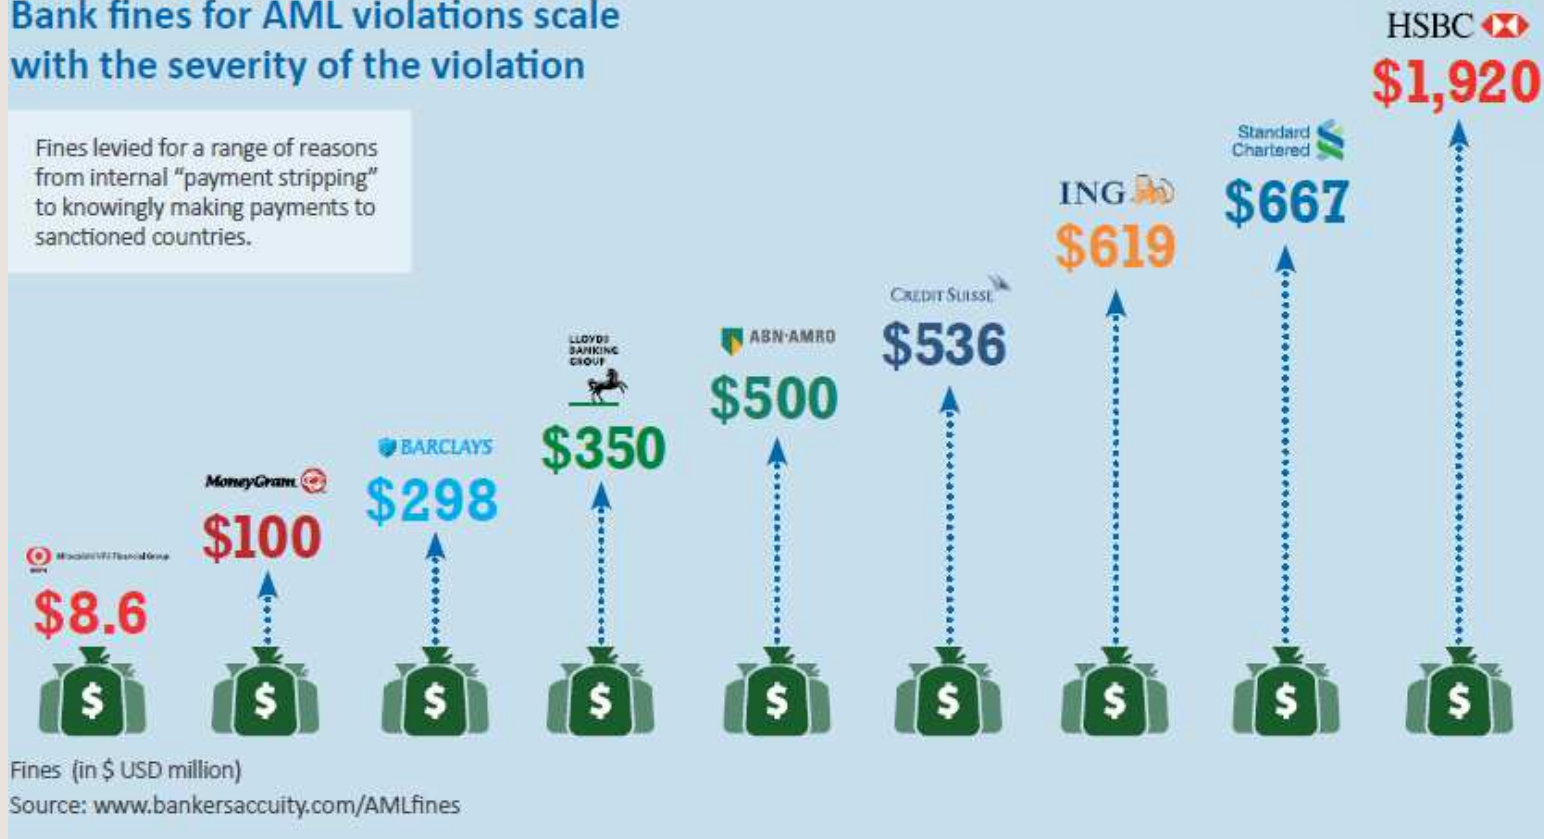 Bank fines for AML violations scale
with the severity of the violation
Fines levied for a range of reasons
from internal “payment stripping”
to knowingly making payments to
sanctioned countries.
HSBC
$1,920
Standard
Chartered
$667
ING
$619
CREDIT SUISSE
$536
ABN·AMRO
$500
LLOYDS
BANKING
GROUP
$350
BARCLAYS
$298
MoneyGram
$100
Financial Group
$8.6
$ $ $ $ $ $ $ $ $
Fines (in $ USD million)
Source: www.bankersaccuity.com/AMLfines